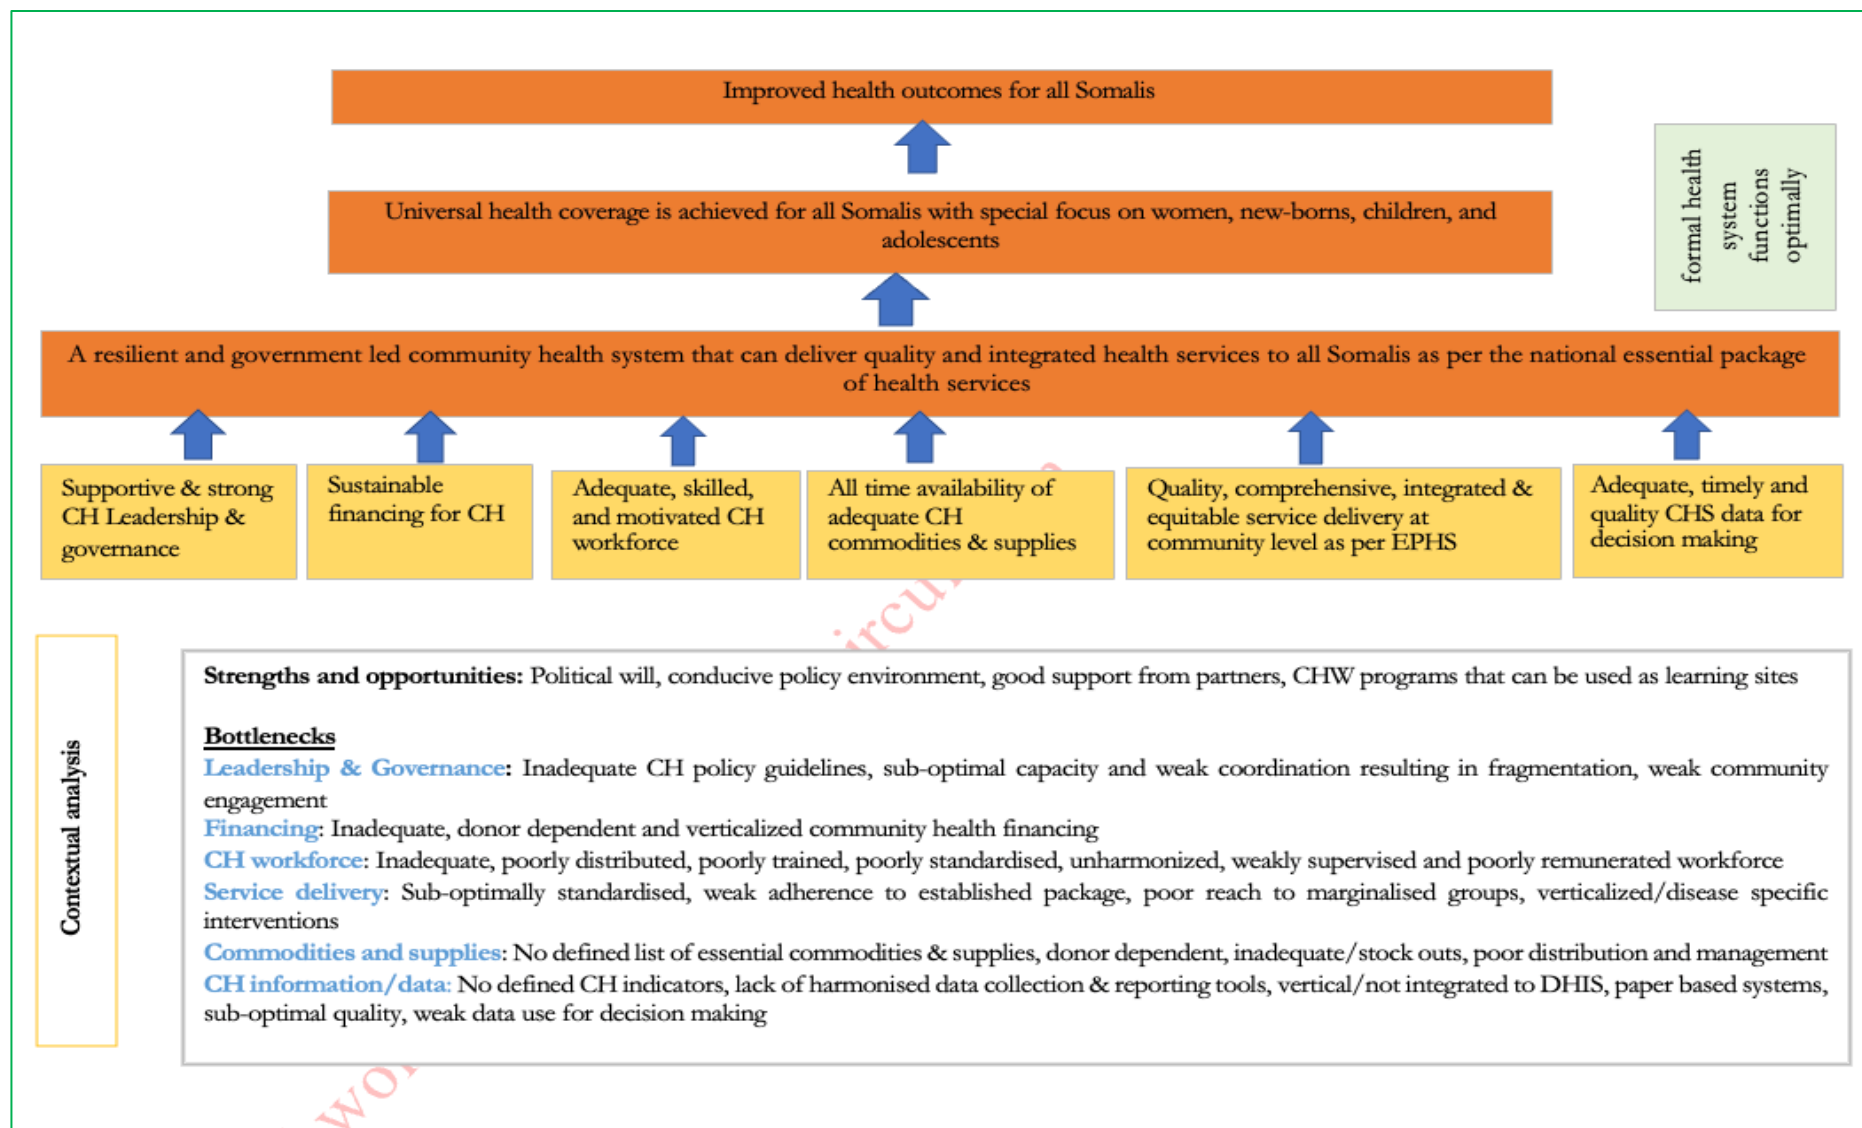 Improved health outcomes for all Somalis
Universal health coverage is achieved for all Somalis with special focus on women, new-borns, children, and
adolescents
formal health
system
functions
optimally
A resilient and government led community health system that can deliver quality and integrated health services to all Somalis as per the national essential package
of health services
Supportive & strong
CH Leadership &
governance
Sustainable
financing for CH
Adequate, skilled,
and motivated CH
workforce
All time availability of
adequate CH
commodities & supplies
Quality, comprehensive, integrated &
equitable service delivery at
community level as per EPHS
Adequate, timely and
quality CHS data for
decision making
Contextual analysis
Strengths and opportunities: Political will, conducive policy environment, good support from partners, CHW programs that can be used as learning sites
Bottlenecks
Leadership & Governance: Inadequate CH policy guidelines, sub-optimal capacity and weak coordination resulting in fragmentation, weak community
engagement
Financing: Inadequate, donor dependent and verticalized community health financing
CH workforce: Inadequate, poorly distributed, poorly trained, poorly standardised, unharmonized, weakly supervised and poorly remunerated workforce
Service delivery: Sub-optimally standardised, weak adherence to established package, poor reach to marginalised groups, verticalized/disease specific
interventions
Commodities and supplies: No defined list of essential commodities & supplies, donor dependent, inadequate/stock outs, poor distribution and management
CH information/data: No defined CH indicators, lack of harmonised data collection & reporting tools, vertical/not integrated to DHIS, paper based systems,
sub-optimal quality, weak data use for decision making